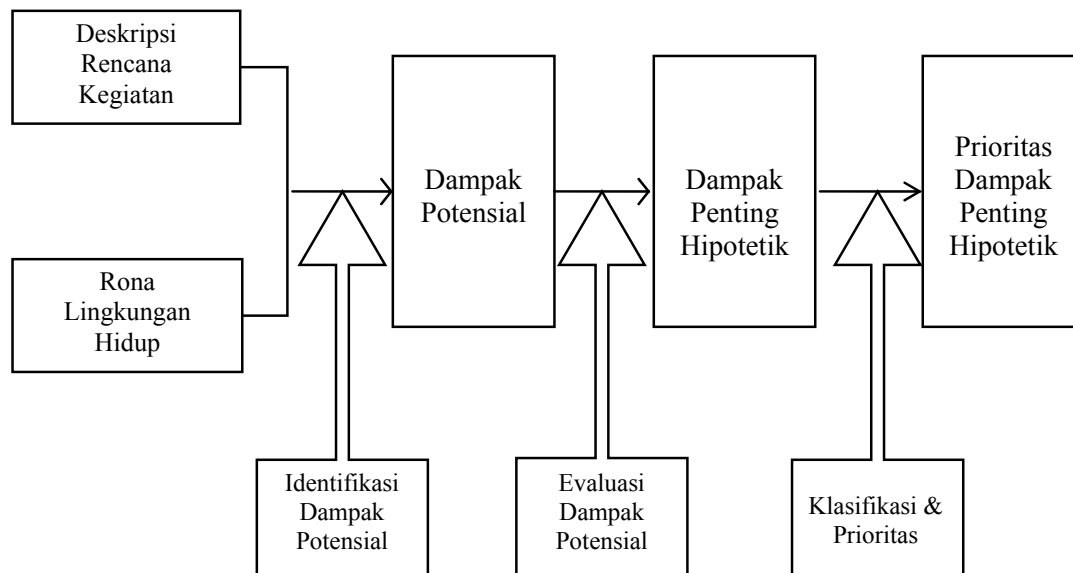 Deskripsi
Rencana
Kegiatan
Rona
Lingkungan
Hidup
Dampak
Potensial
Dampak
Penting
Hipotetik
Prioritas
Dampak
Penting
Hipotetik
Identifikasi
Dampak
Potensial
Evaluasi
Dampak
Potensial
Klasifikasi &
Prioritas